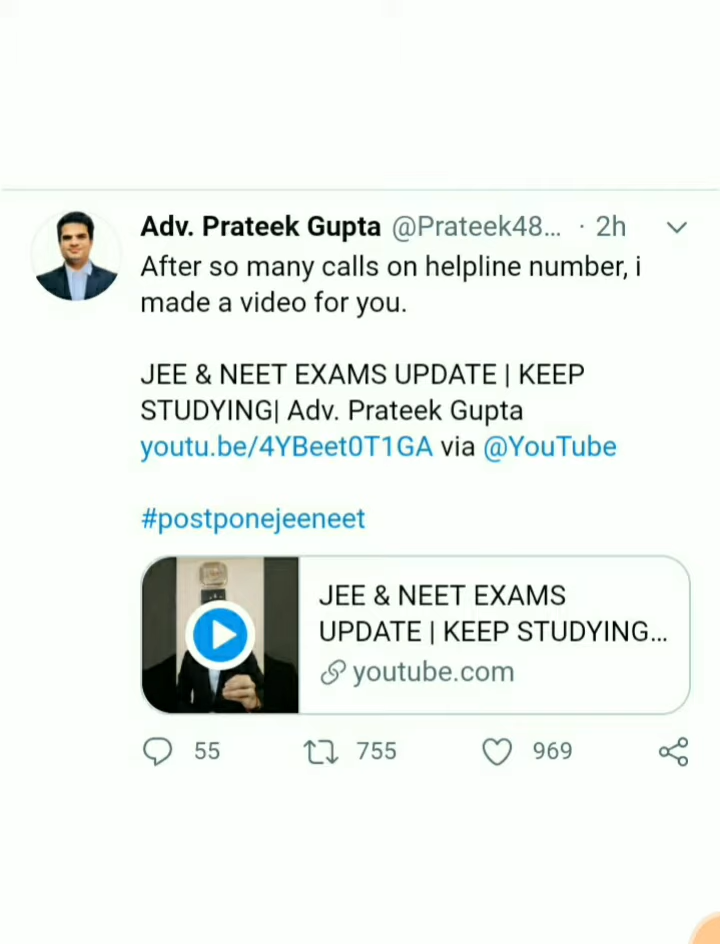 Adv. Prateek Gupta @Prateek48... · 2h
After so many calls on helpline number, i
made a video for you.
JEE & NEET EXAMS UPDATE | KEEP
STUDYING| Adv. Prateek Gupta
youtu.be/4YBeet0T1GA via @YouTube
#postponejeeneet
JEE & NEET EXAMS
UPDATE | KEEP STUDYING...
youtube.com
55 755 969